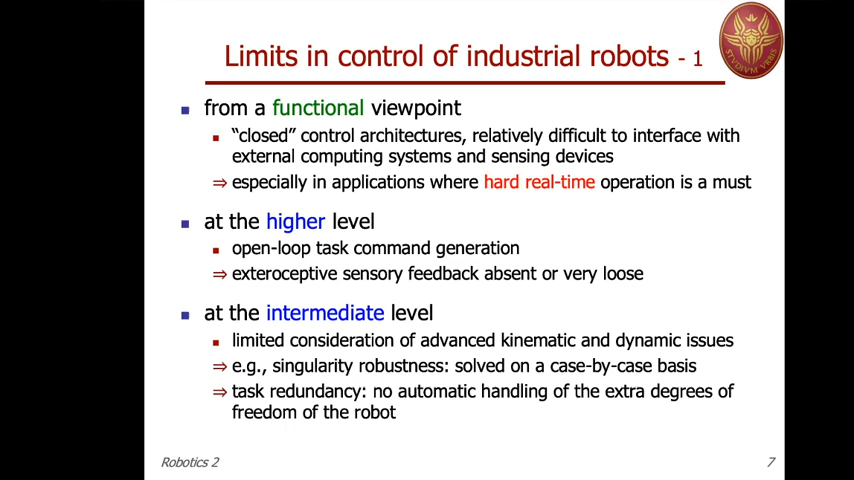 Limits in control of industrial robots - 1
STVDIVM VRBIS
▪ from a functional viewpoint
▪ “closed” control architectures, relatively difficult to interface with
external computing systems and sensing devices
⇒ especially in applications where hard real-time operation is a must
▪ at the higher level
▪ open-loop task command generation
⇒ exteroceptive sensory feedback absent or very loose
▪ at the intermediate level
▪ limited consideration of advanced kinematic and dynamic issues
⇒ e.g., singularity robustness: solved on a case-by-case basis
⇒ task redundancy: no automatic handling of the extra degrees of
freedom of the robot
Robotics 2
7